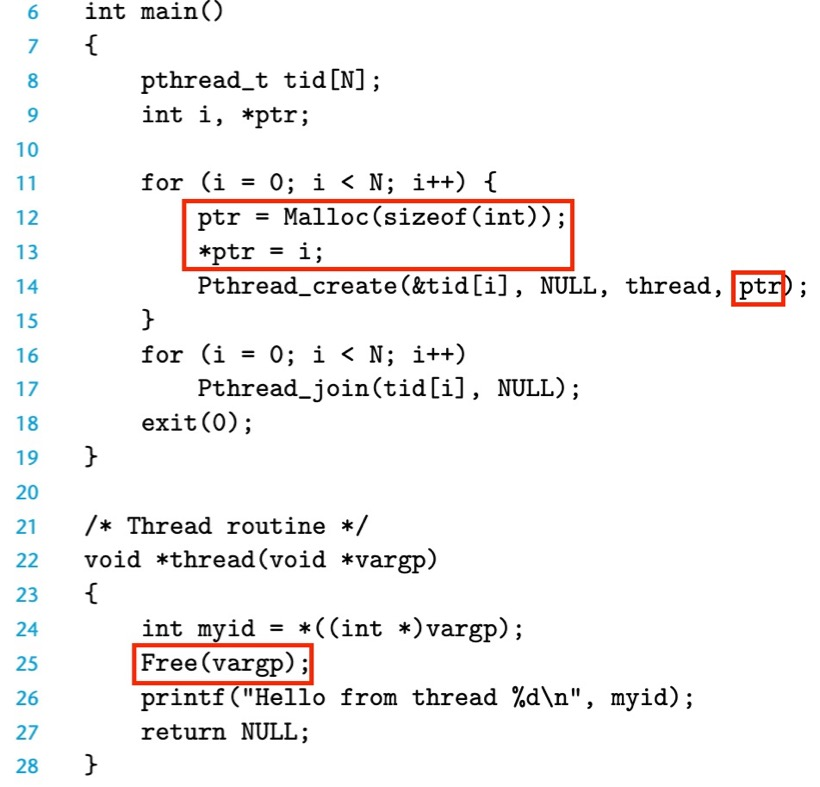 6 int main()
7 {
8 pthread_t tid[N];
9 int i, *ptr;
10
11 for (i = 0; i < N; i++) {
12 ptr = Malloc(sizeof(int));
13 *ptr = i;
14 Pthread_create(&tid[i], NULL, thread, ptr);
15 }
16 for (i = 0; i < N; i++)
17 Pthread_join(tid[i], NULL);
18 exit(0);
19 }
20
21 /* Thread routine */
22 void *thread(void *vargp)
23 {
24 int myid = *((int *)vargp);
25 Free(vargp);
26 printf("Hello from thread %d\n", myid);
27 return NULL;
28 }